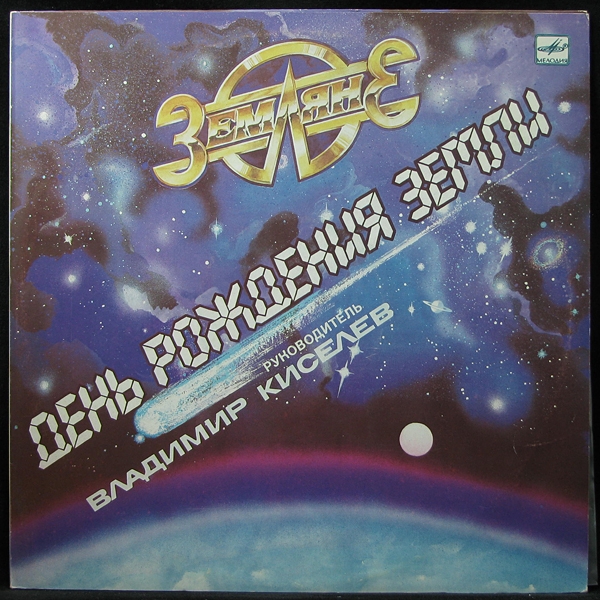 МЕЛОДИЯ
ЗЕМЛЯНЕ
ДЕНЬ РОЖДЕНИЯ ЗЕМЛИ
РУКОВОДИТЕЛЬ
ВЛАДИМИР КИСЕЛЕВ